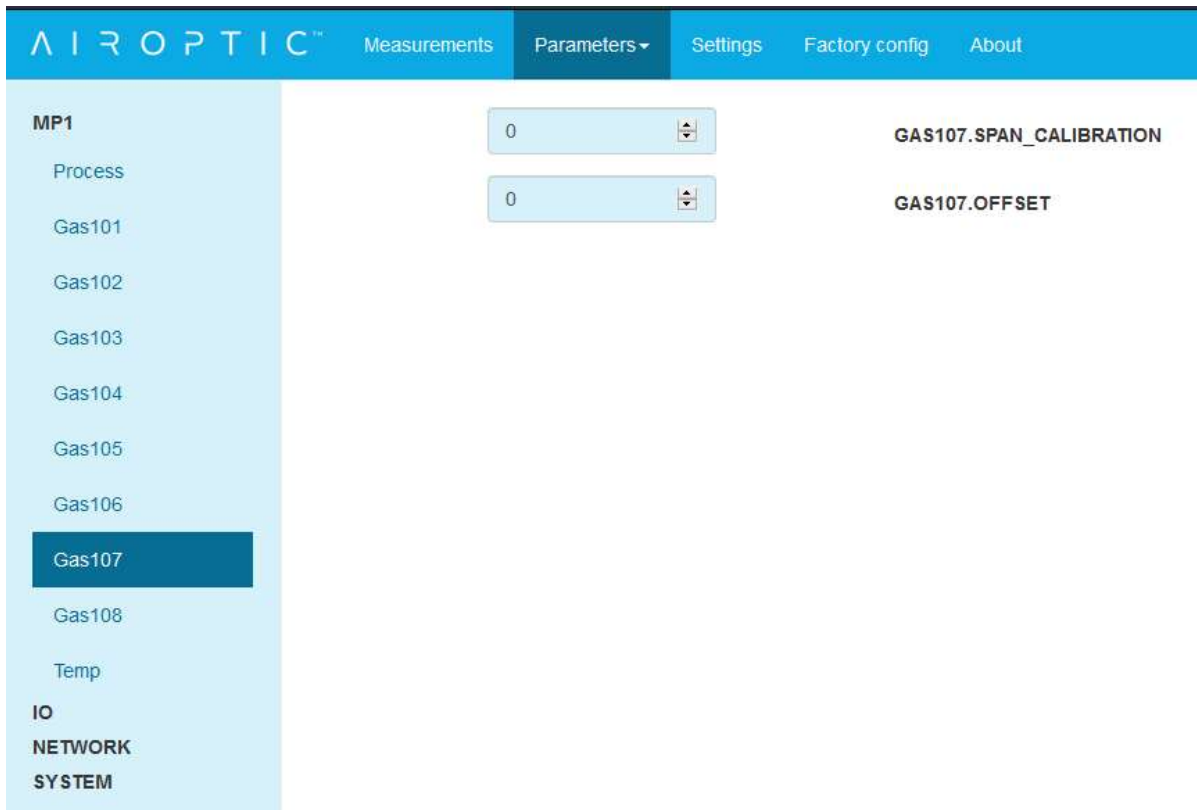 AIROPTIC™ Measurements Parameters Settings Factory config About
MP1
Process
Gas101
Gas102
Gas103
Gas104
Gas105
Gas106
Gas107
Gas108
Temp
IO
NETWORK
SYSTEM
0 GAS107.SPAN_CALIBRATION
0 GAS107.OFFSET